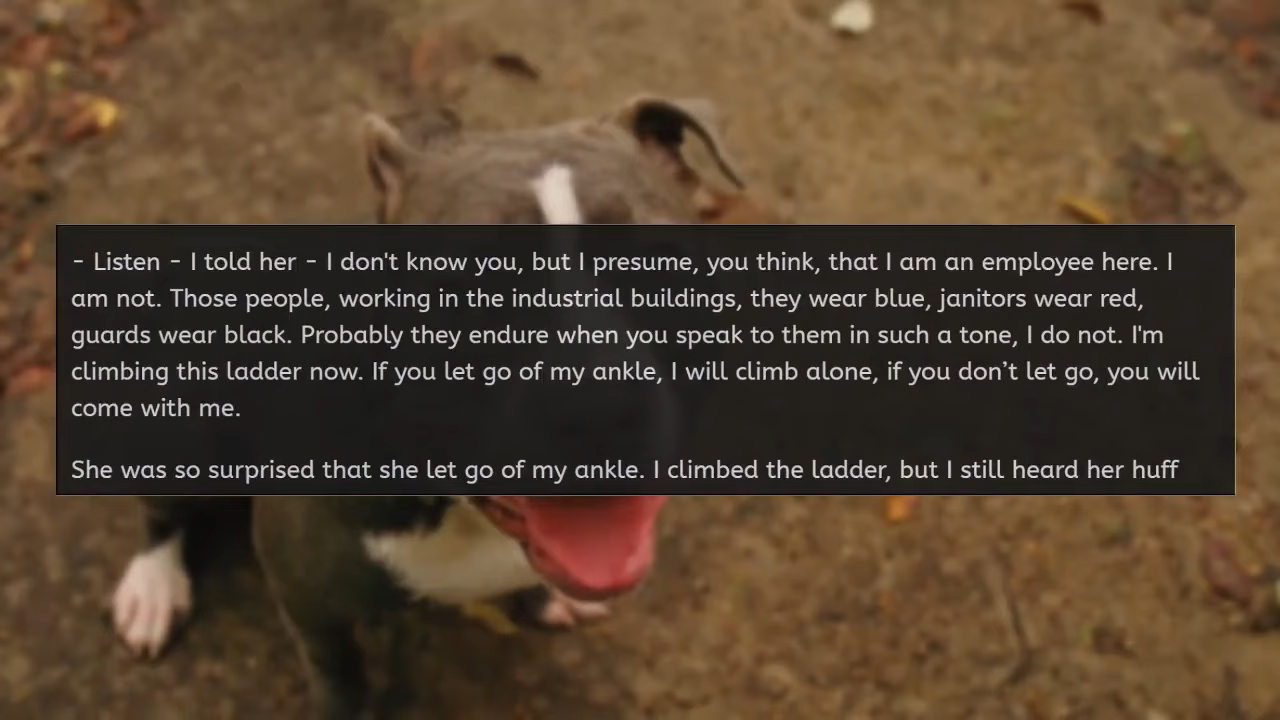 - Listen - I told her - I don't know you, but I presume, you think, that I am an employee here. I
am not. Those people, working in the industrial buildings, they wear blue, janitors wear red,
guards wear black. Probably they endure when you speak to them in such a tone, I do not. I'm
climbing this ladder now. If you let go of my ankle, I will climb alone, if you don’t let go, you will
come with me.
She was so surprised that she let go of my ankle. I climbed the ladder, but I still heard her huff